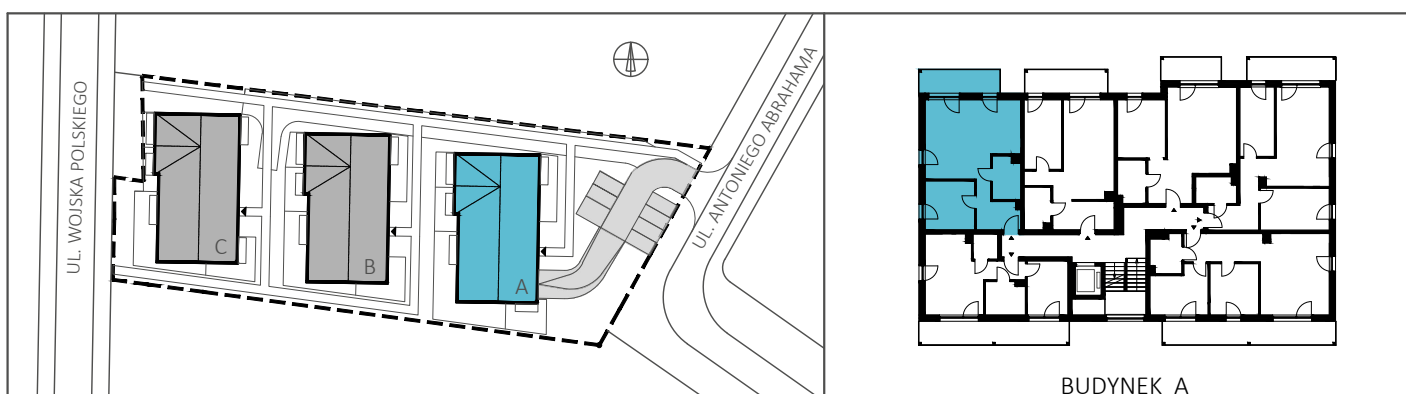 UL. WOJSKA POLSKIEGO
C
B
A
UL. ANTONIEGO ABRAHAMA
BUDYNEK A